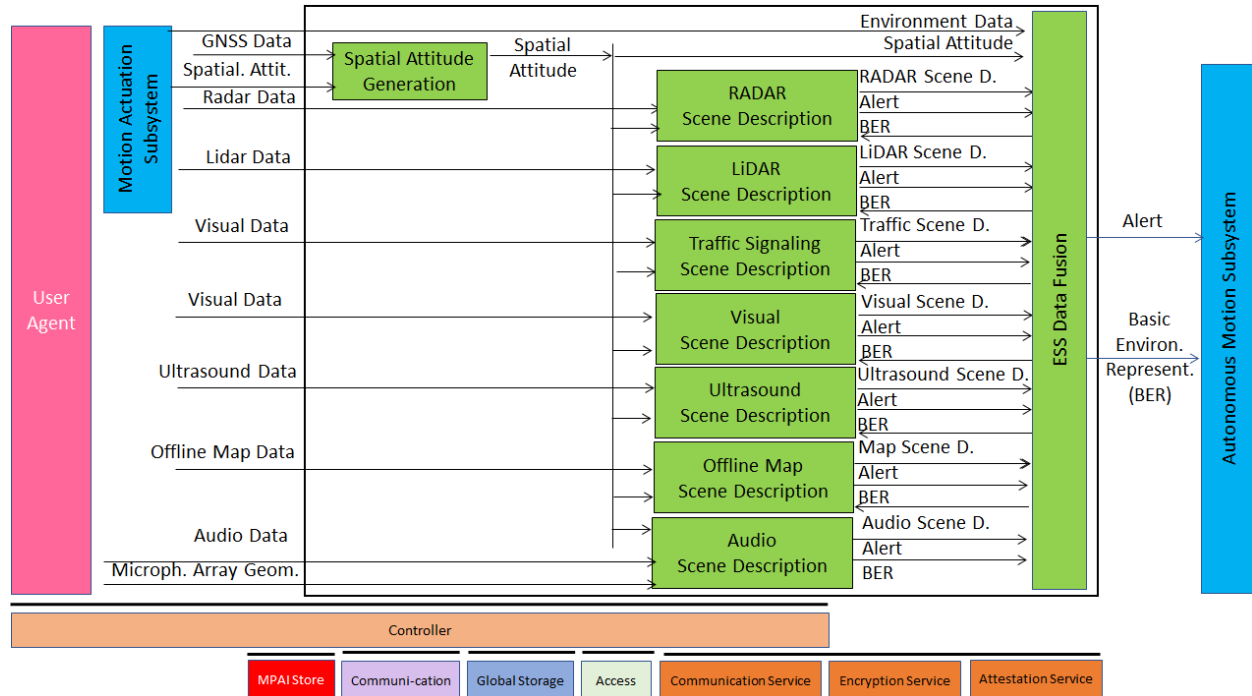 Environment Data
GNSS Data
Spatial
Attitude
Spatial Attitude
Spatial Attitude
Generation
Spatial. Attit.
Motion Actuation
Subsystem
Radar Data
RADAR
Scene Description
RADAR Scene D.
Alert
BER
Lidar Data
LiDAR
Scene Description
LiDAR Scene D.
Alert
BER
Visual Data
Traffic Signaling
Scene Description
Traffic Scene D.
Alert
BER
Visual Data
Visual
Scene Description
Visual Scene D.
Alert
BER
Ultrasound Data
Ultrasound
Scene Description
Ultrasound Scene D.
Alert
BER
Offline Map Data
Offline Map
Scene Description
Map Scene D.
Alert
BER
Audio Data
Microph. Array Geom.
Audio
Scene Description
Audio Scene D.
Alert
BER
User
Agent
ESS Data Fusion
Alert
Basic
Environ.
Represent.
(BER)
Autonomous Motion Subsystem
Controller
MPAI Store
Communi-cation
Global Storage
Access
Communication Service
Encryption Service
Attestation Service